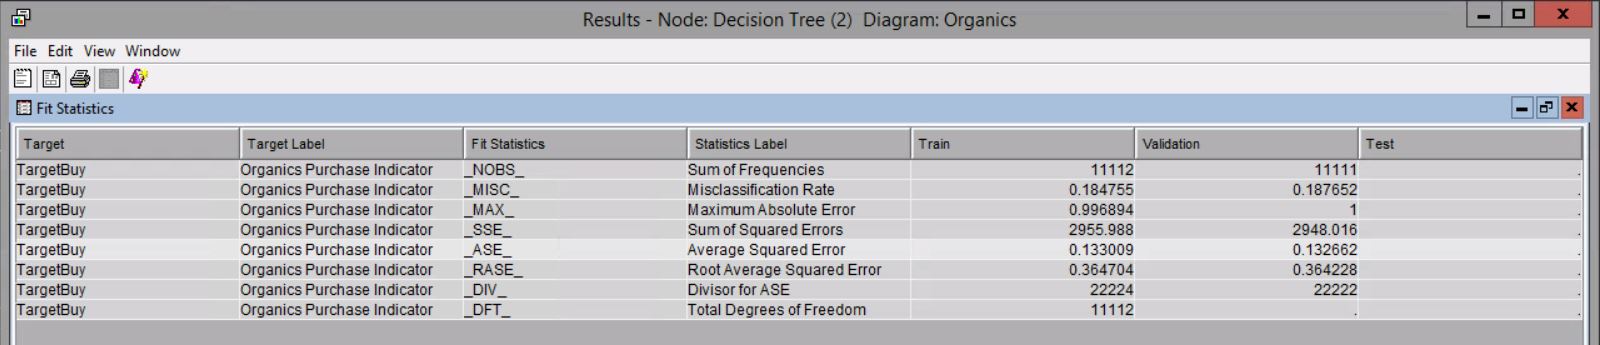 Results - Node: Decision Tree (2) Diagram: Organics
File Edit View Window
Fit Statistics
Target Target Label Fit Statistics Statistics Label Train Validation Test
TargetBuy Organics Purchase Indicator _NOBS_ Sum of Frequencies 11112 11111 .
TargetBuy Organics Purchase Indicator _MISC_ Misclassification Rate 0.184755 0.187652 .
TargetBuy Organics Purchase Indicator _MAX_ Maximum Absolute Error 0.996894 1 .
TargetBuy Organics Purchase Indicator _SSE_ Sum of Squared Errors 2955.988 2948.016 .
TargetBuy Organics Purchase Indicator _ASE_ Average Squared Error 0.133009 0.132662 .
TargetBuy Organics Purchase Indicator _RASE_ Root Average Squared Error 0.364704 0.364228 .
TargetBuy Organics Purchase Indicator _DIV_ Divisor for ASE 22224 22222 .
TargetBuy Organics Purchase Indicator _DFT_ Total Degrees of Freedom 11112 . .